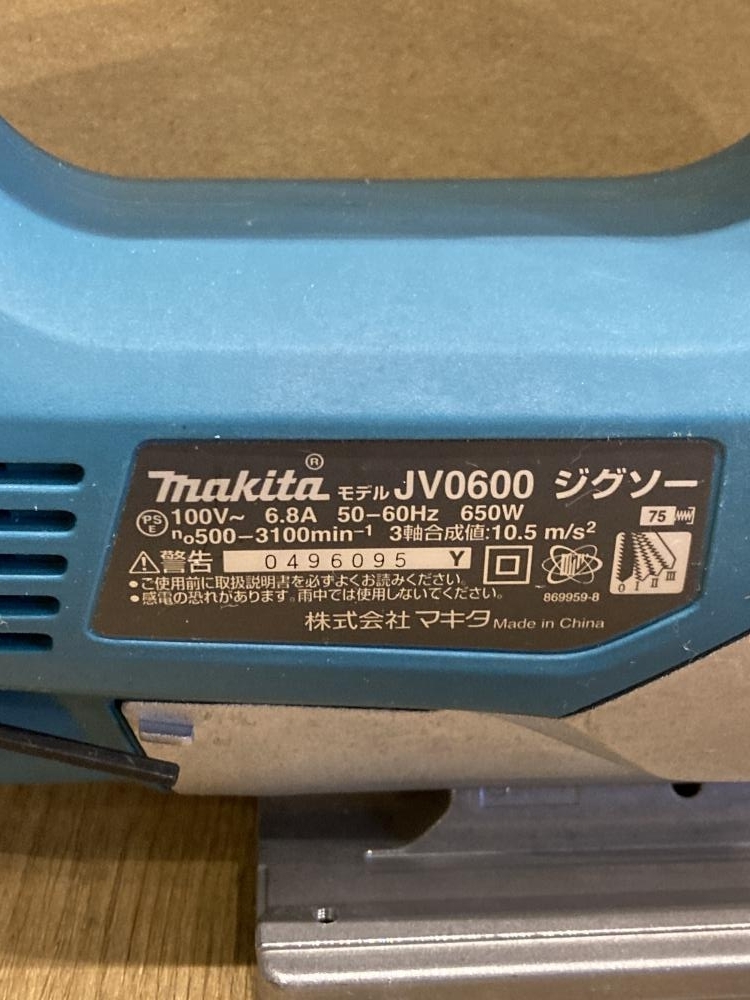 makita® モデル JV0600 ジグソー
PSE 100V~ 6.8A 50-60Hz 650W
75
no500-3100min-1 3軸合成値:10.5 m/s2
⚠警告 0496095 Y
●ご使用前に取扱説明書を必ずよくお読みください。
●感電の恐れがあります。雨中では使用しないでください。
869959-8
0 I II III
株式会社 マキタ Made in China